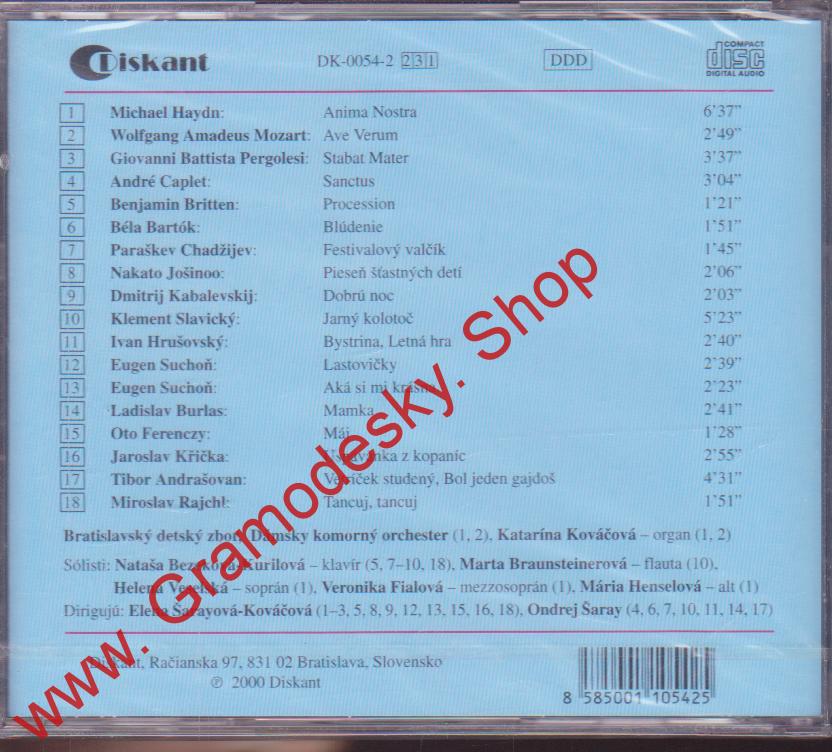 Diskant DK-0054-2 231 DDD COMPACT disc DIGITAL AUDIO
1 Michael Haydn: Anima Nostra 6'37"
2 Wolfgang Amadeus Mozart: Ave Verum 2'49"
3 Giovanni Battista Pergolesi: Stabat Mater 3'37"
4 André Caplet: Sanctus 3'04"
5 Benjamin Britten: Procession 1'21"
6 Béla Bartók: Blúdenie 1'51"
7 Paraškev Chadžijev: Festivalový valčík 1'45"
8 Nakato Jošinoo: Pieseň šťastných detí 2'06"
9 Dmitrij Kabalevskij: Dobrú noc 2'03"
10 Klement Slavický: Jarný kolotoč 5'23"
11 Ivan Hrušovský: Bystrina, Letná hra 2'40"
12 Eugen Suchoň: Lastovičky 2'39"
13 Eugen Suchoň: Aká si mi krásna 2'23"
14 Ladislav Burlas: Mamka 2'41"
15 Oto Ferenczy: Máj 1'28"
16 Jaroslav Křička: Uspávanka z kopaníc 2'55"
17 Tibor Andrašovan: Vetríček studený, Bol jeden gajdoš 4'31"
18 Miroslav Rajchl: Tancuj, tancuj 1'51"
Bratislavský detský zbor, Dámsky komorný orchester (1, 2), Katarína Kováčová – organ (1, 2)
Sólisti: Nataša Bezeková-Kurilová – klavír (5, 7–10, 18), Marta Braunsteinerová – flauta (10),
Helena Veselská – soprán (1), Veronika Fialová – mezzosoprán (1), Mária Henselová – alt (1)
Dirigujú: Elena Šarayová-Kováčová (1–3, 5, 8, 9, 12, 13, 15, 16, 18), Ondrej Šaray (4, 6, 7, 10, 11, 14, 17)
Diskant, Račianska 97, 831 02 Bratislava, Slovensko
℗ 2000 Diskant
8 585001 105425
www. Gramodesky. Shop